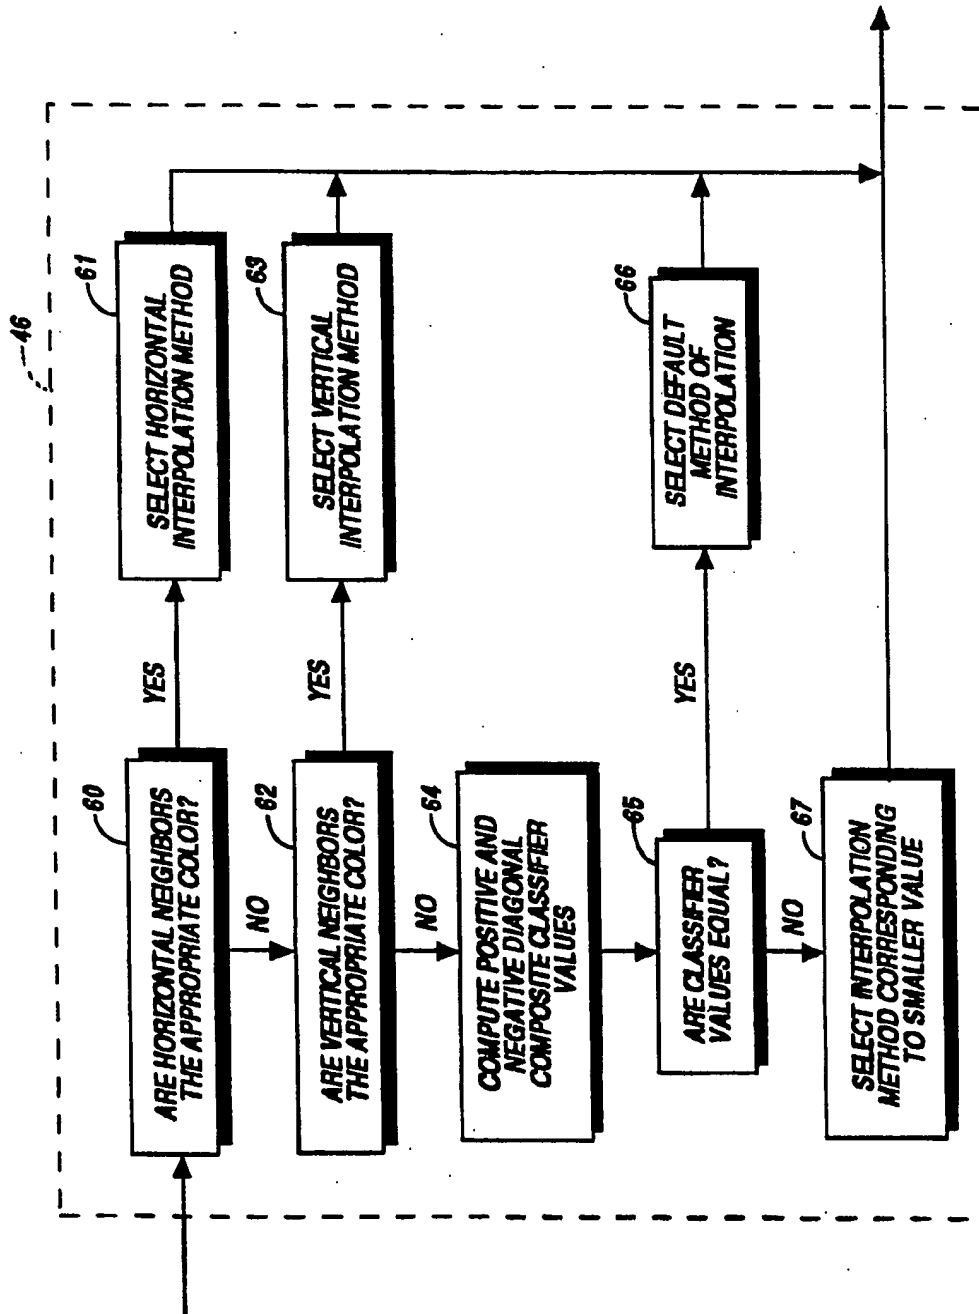 46
60
ARE HORIZONTAL NEIGHBORS
THE APPROPRIATE COLOR?
YES
61
SELECT HORIZONTAL
INTERPOLATION METHOD
NO
62
ARE VERTICAL NEIGHBORS
THE APPROPRIATE COLOR?
YES
63
SELECT VERTICAL
INTERPOLATION METHOD
NO
64
COMPUTE POSITIVE AND
NEGATIVE DIAGONAL
COMPOSITE CLASSIFIER
VALUES
65
ARE CLASSIFIER
VALUES EQUAL?
YES
66
SELECT DEFAULT
METHOD OF
INTERPOLATION
NO
67
SELECT INTERPOLATION
METHOD CORRESPONDING
TO SMALLER VALUE